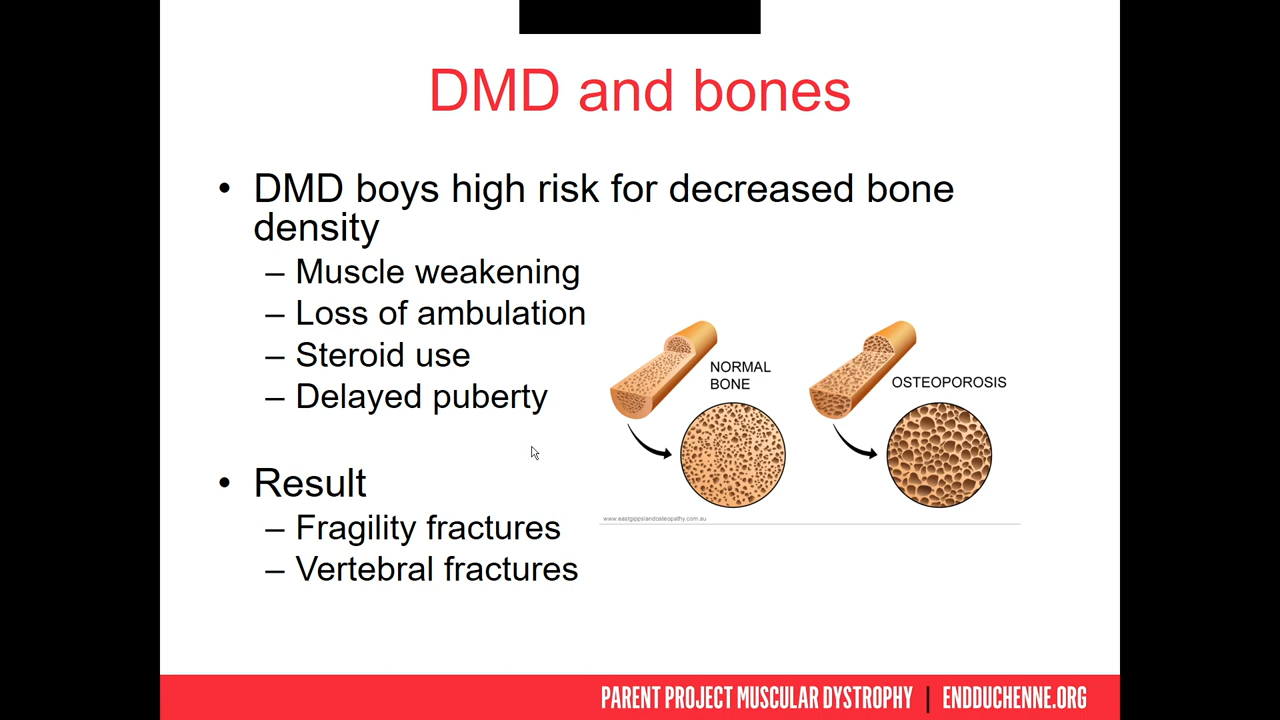 DMD and bones
• DMD boys high risk for decreased bone
density
– Muscle weakening
– Loss of ambulation
– Steroid use
– Delayed puberty
NORMAL
BONE
OSTEOPOROSIS
• Result
– Fragility fractures
– Vertebral fractures
www.eastgippslandosteopathy.com.au
PARENT PROJECT MUSCULAR DYSTROPHY | ENDDUCHENNE.ORG